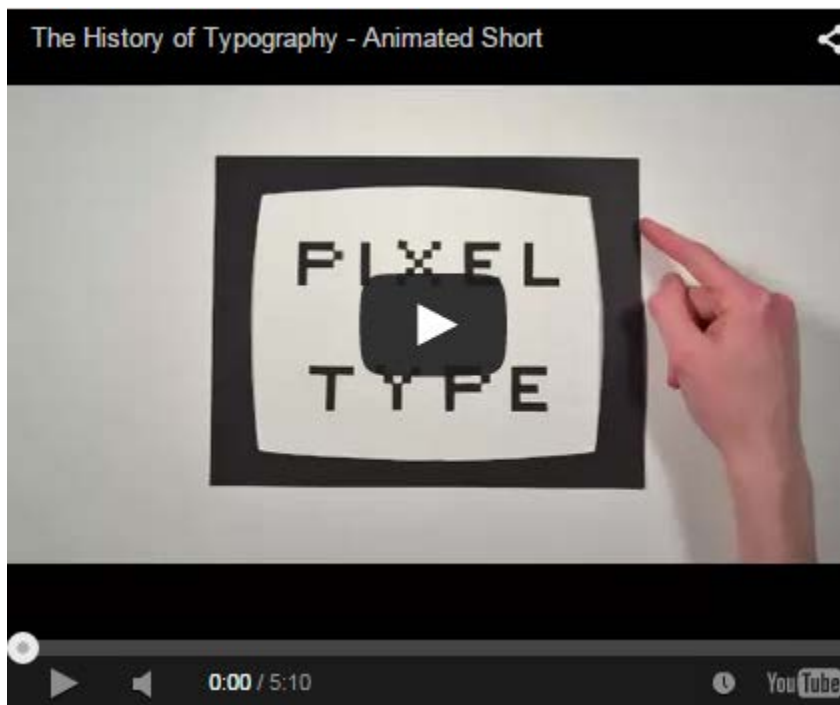 The History of Typography - Animated Short
PIXEL
TYPE
0:00 / 5:10
YouTube